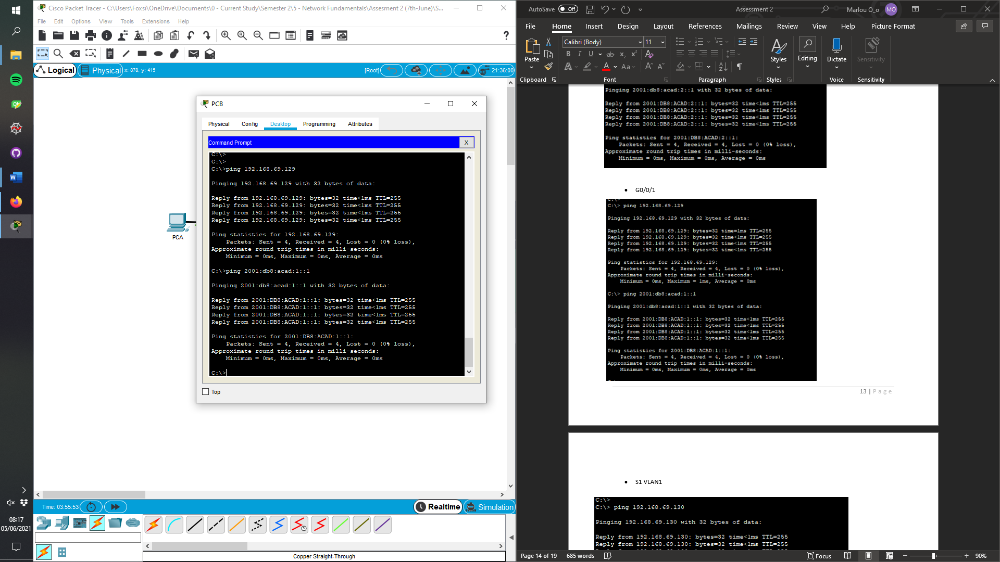 Cisco Packet Tracer - C:\Users\Foxsi\OneDrive\Documents\0 - Current Study\Semester 2\5 - Network Fundamentals\Assesment 2 (7th-June)\S...
File Edit Options View Tools Extensions Help
?
Logical Physical x: 878, y: 415
[Root] 21:36:00
PCB
Physical Config Desktop Programming Attributes
Command Prompt
X
C:\>
C:\>
C:\>ping 192.168.69.129
Pinging 192.168.69.129 with 32 bytes of data:
Reply from 192.168.69.129: bytes=32 time<1ms TTL=255
Reply from 192.168.69.129: bytes=32 time<1ms TTL=255
Reply from 192.168.69.129: bytes=32 time<1ms TTL=255
Reply from 192.168.69.129: bytes=32 time<1ms TTL=255
Ping statistics for 192.168.69.129:
Packets: Sent = 4, Received = 4, Lost = 0 (0% loss),
Approximate round trip times in milli-seconds:
Minimum = 0ms, Maximum = 0ms, Average = 0ms
C:\>ping 2001:db8:acad:1::1
Pinging 2001:db8:acad:1::1 with 32 bytes of data:
Reply from 2001:DB8:ACAD:1::1: bytes=32 time<1ms TTL=255
Reply from 2001:DB8:ACAD:1::1: bytes=32 time<1ms TTL=255
Reply from 2001:DB8:ACAD:1::1: bytes=32 time<1ms TTL=255
Reply from 2001:DB8:ACAD:1::1: bytes=32 time<1ms TTL=255
Ping statistics for 2001:DB8:ACAD:1::1:
Packets: Sent = 4, Received = 4, Lost = 0 (0% loss),
Approximate round trip times in milli-seconds:
Minimum = 0ms, Maximum = 0ms, Average = 0ms
C:\>
Top
PCA
Time: 03:55:53
Realtime Simulation
Copper Straight-Through
08:17
05/06/2021
AutoSave Off
Assessment 2
Marlou O_o MO
File Home Insert Design Layout References Mailings Review View Help Picture Format
Paste
Calibri (Body) 11
B I U ab x₂ x²
A A A Aa A A
Styles
Editing
Dictate
Sensitivity
Clipboard Font Paragraph Styles Voice Sensitivity
Pinging 2001:db8:acad:2::1 with 32 bytes of data:
Reply from 2001:DB8:ACAD:2::1: bytes=32 time<1ms TTL=255
Reply from 2001:DB8:ACAD:2::1: bytes=32 time<1ms TTL=255
Reply from 2001:DB8:ACAD:2::1: bytes=32 time<1ms TTL=255
Reply from 2001:DB8:ACAD:2::1: bytes=32 time<1ms TTL=255
Ping statistics for 2001:DB8:ACAD:2::1:
Packets: Sent = 4, Received = 4, Lost = 0 (0% loss),
Approximate round trip times in milli-seconds:
Minimum = 0ms, Maximum = 0ms, Average = 0ms
• G0/0/1
C:\>
C:\> ping 192.168.69.129
Pinging 192.168.69.129 with 32 bytes of data:
Reply from 192.168.69.129: bytes=32 time=1ms TTL=255
Reply from 192.168.69.129: bytes=32 time<1ms TTL=255
Reply from 192.168.69.129: bytes=32 time<1ms TTL=255
Reply from 192.168.69.129: bytes=32 time<1ms TTL=255
Ping statistics for 192.168.69.129:
Packets: Sent = 4, Received = 4, Lost = 0 (0% loss),
Approximate round trip times in milli-seconds:
Minimum = 0ms, Maximum = 1ms, Average = 0ms
C:\> ping 2001:db8:acad:1::1
Pinging 2001:db8:acad:1::1 with 32 bytes of data:
Reply from 2001:DB8:ACAD:1::1: bytes=32 time<1ms TTL=255
Reply from 2001:DB8:ACAD:1::1: bytes=32 time<1ms TTL=255
Reply from 2001:DB8:ACAD:1::1: bytes=32 time<1ms TTL=255
Reply from 2001:DB8:ACAD:1::1: bytes=32 time<1ms TTL=255
Ping statistics for 2001:DB8:ACAD:1::1:
Packets: Sent = 4, Received = 4, Lost = 0 (0% loss),
Approximate round trip times in milli-seconds:
Minimum = 0ms, Maximum = 0ms, Average = 0ms
13 | Page
• S1 VLAN1
C:\>
C:\> ping 192.168.69.130
Pinging 192.168.69.130 with 32 bytes of data:
Reply from 192.168.69.130: bytes=32 time<1ms TTL=255
Reply from 192.168.69.130: bytes=32 time<1ms TTL=255
Page 14 of 19 685 words
Focus
90%